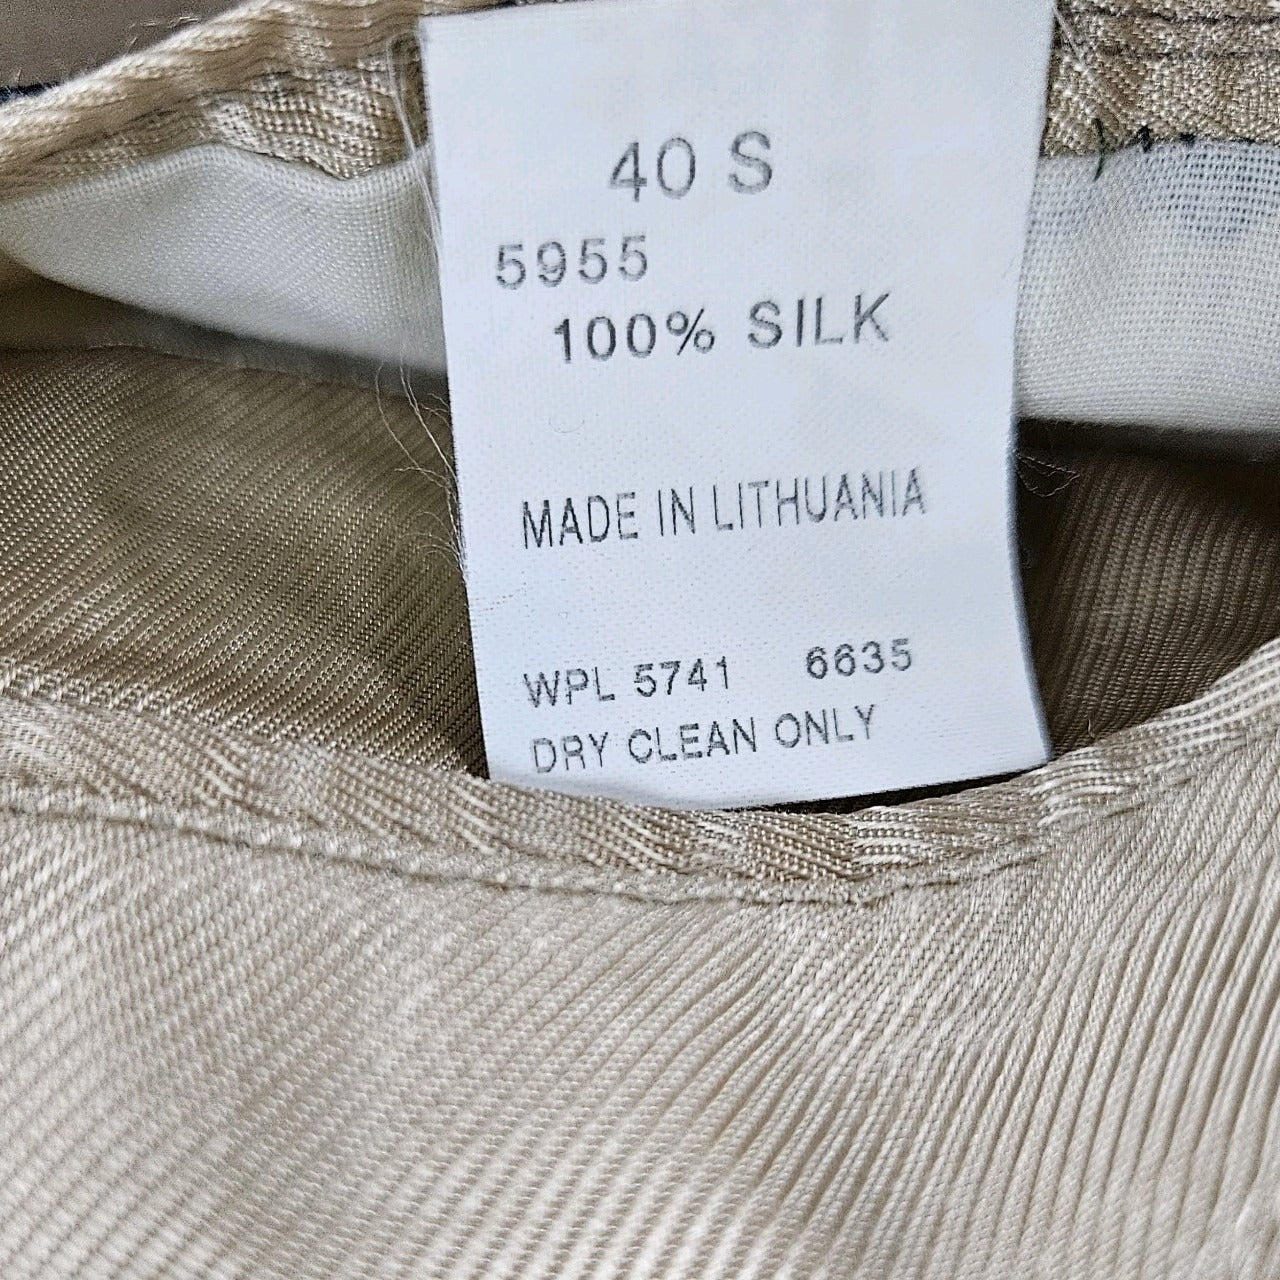 40 S
5955
100% SILK
MADE IN LITHUANIA
WPL 5741 6635
DRY CLEAN ONLY